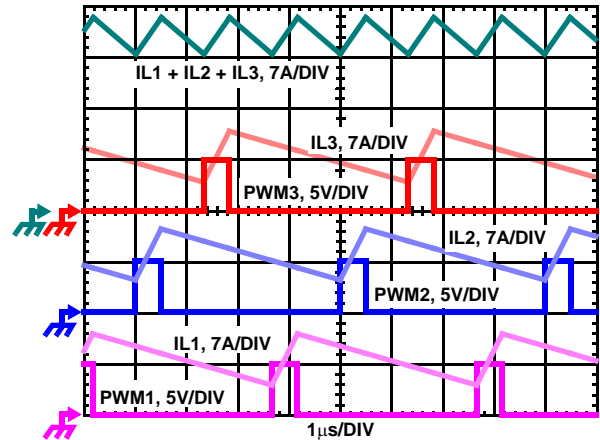 IL1 + IL2 + IL3, 7A/DIV
IL3, 7A/DIV
PWM3, 5V/DIV
IL2, 7A/DIV
PWM2, 5V/DIV
IL1, 7A/DIV
PWM1, 5V/DIV
1μs/DIV